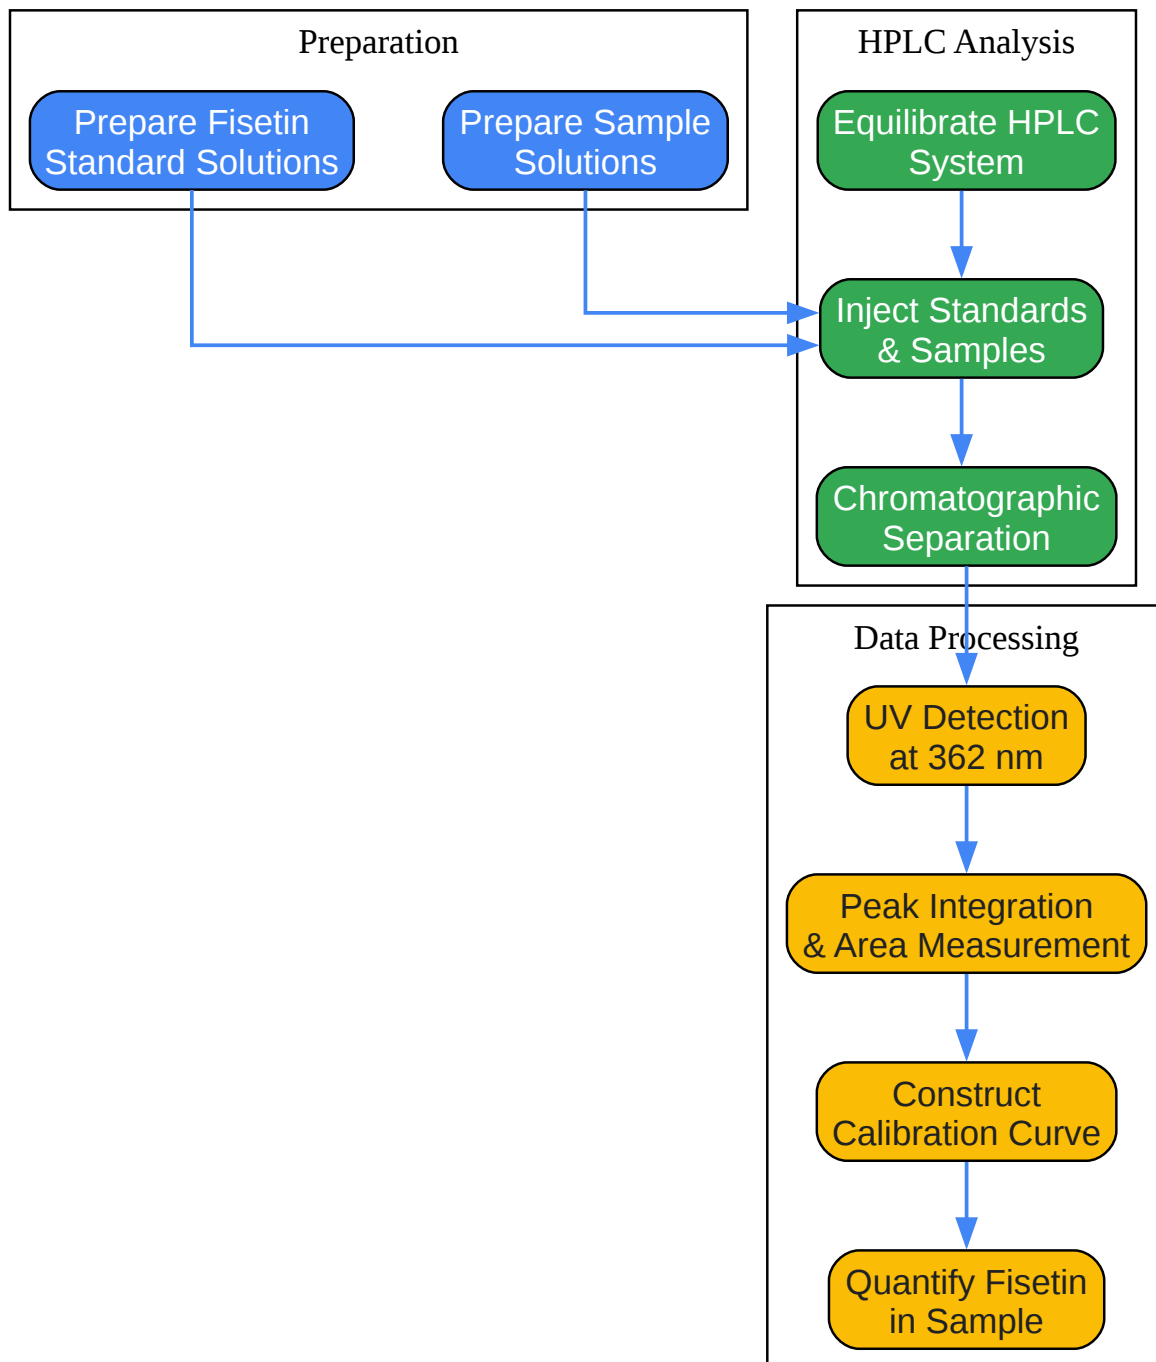 Preparation
Prepare Fisetin
Standard Solutions
Prepare Sample
Solutions
HPLC Analysis
Equilibrate HPLC
System
Inject Standards
& Samples
Chromatographic
Separation
Data Processing
UV Detection
at 362 nm
Peak Integration
& Area Measurement
Construct
Calibration Curve
Quantify Fisetin
in Sample